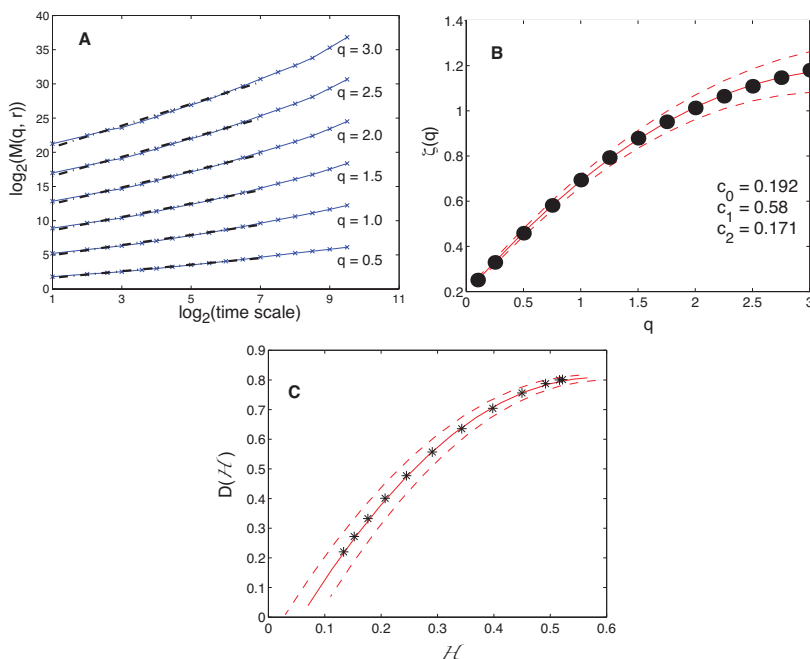 A
40
35
30
25
20
15
10
5
0
log2(M(q, r))
q = 3.0
q = 2.5
q = 2.0
q = 1.5
q = 1.0
q = 0.5
1 3 5 7 9 11
log2(time scale)
B
1.4
1.2
1
0.8
0.6
0.4
0.2
ζ(q)
c0 = 0.192
c1 = 0.58
c2 = 0.171
0 0.5 1 1.5 2 2.5 3
q
C
0.9
0.8
0.7
0.6
0.5
0.4
0.3
0.2
0.1
0
D(H)
0 0.1 0.2 0.3 0.4 0.5 0.6
H